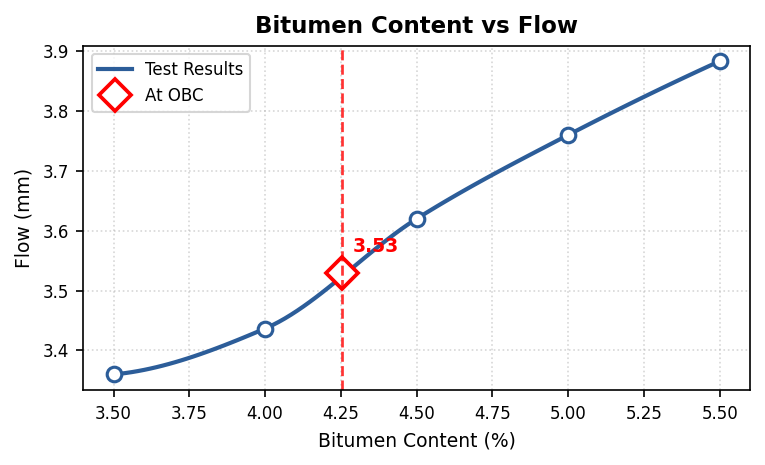 Bitumen Content vs Flow
Flow (mm)
3.9
3.8
3.7
3.6
3.5
3.4
Test Results
At OBC
3.53
3.50 3.75 4.00 4.25 4.50 4.75 5.00 5.25 5.50
Bitumen Content (%)